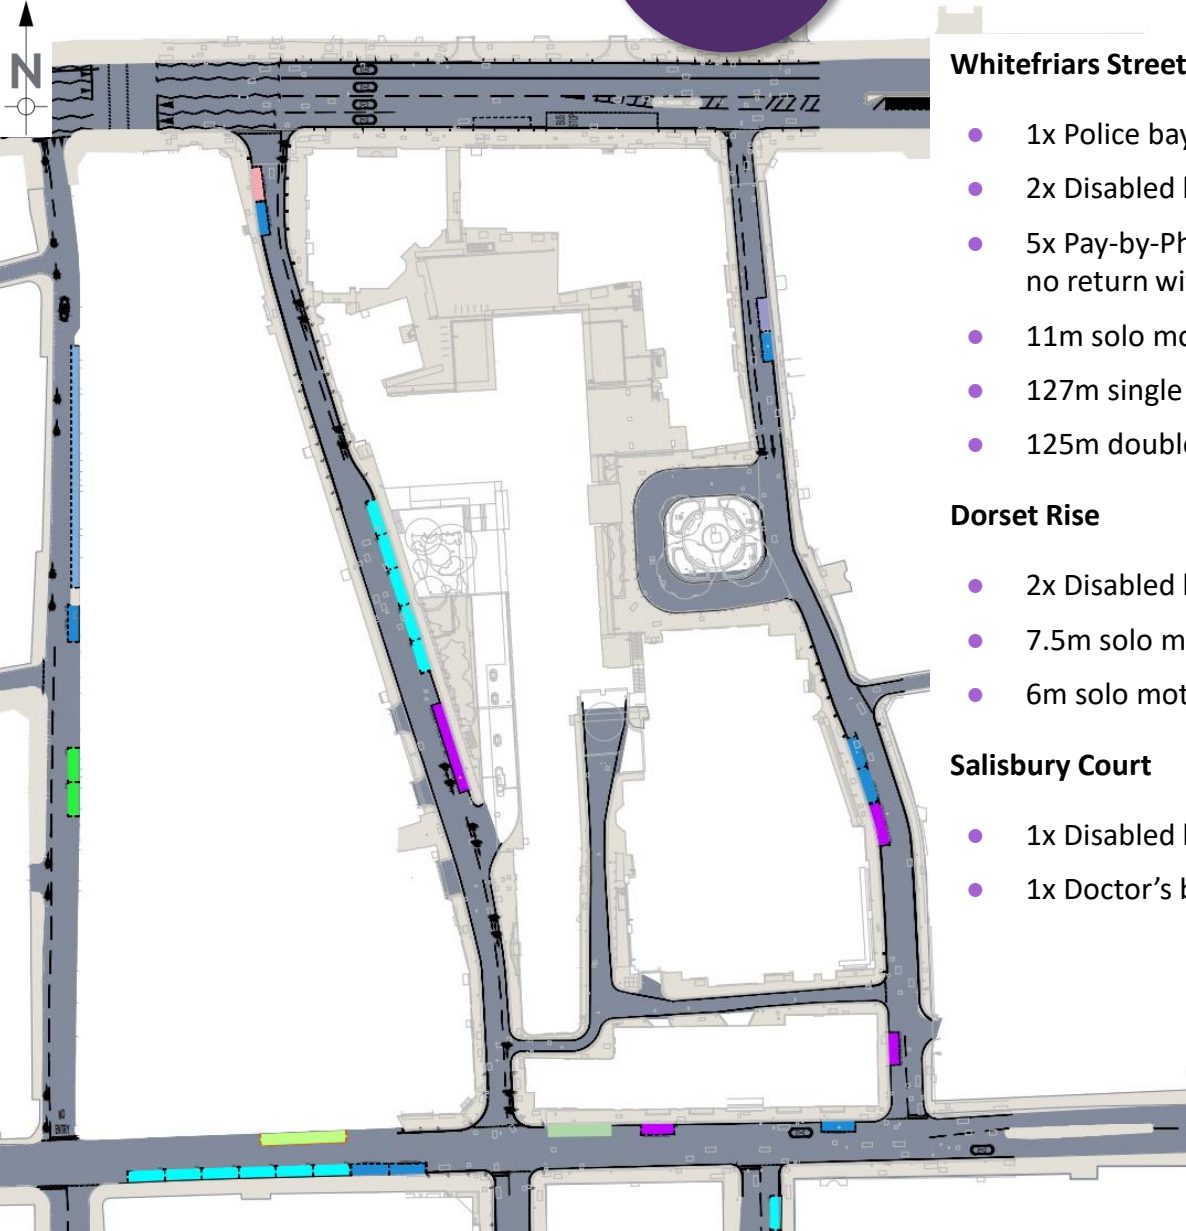 N
BUS
STOP
NO
ENTRY
Whitefriars Street
● 1x Police bay
● 2x Disabled
● 5x Pay-by-Ph
no return wi
● 11m solo mo
● 127m single
● 125m double
Dorset Rise
● 2x Disabled
● 7.5m solo m
● 6m solo mot
Salisbury Court
● 1x Disabled
● 1x Doctor’s b